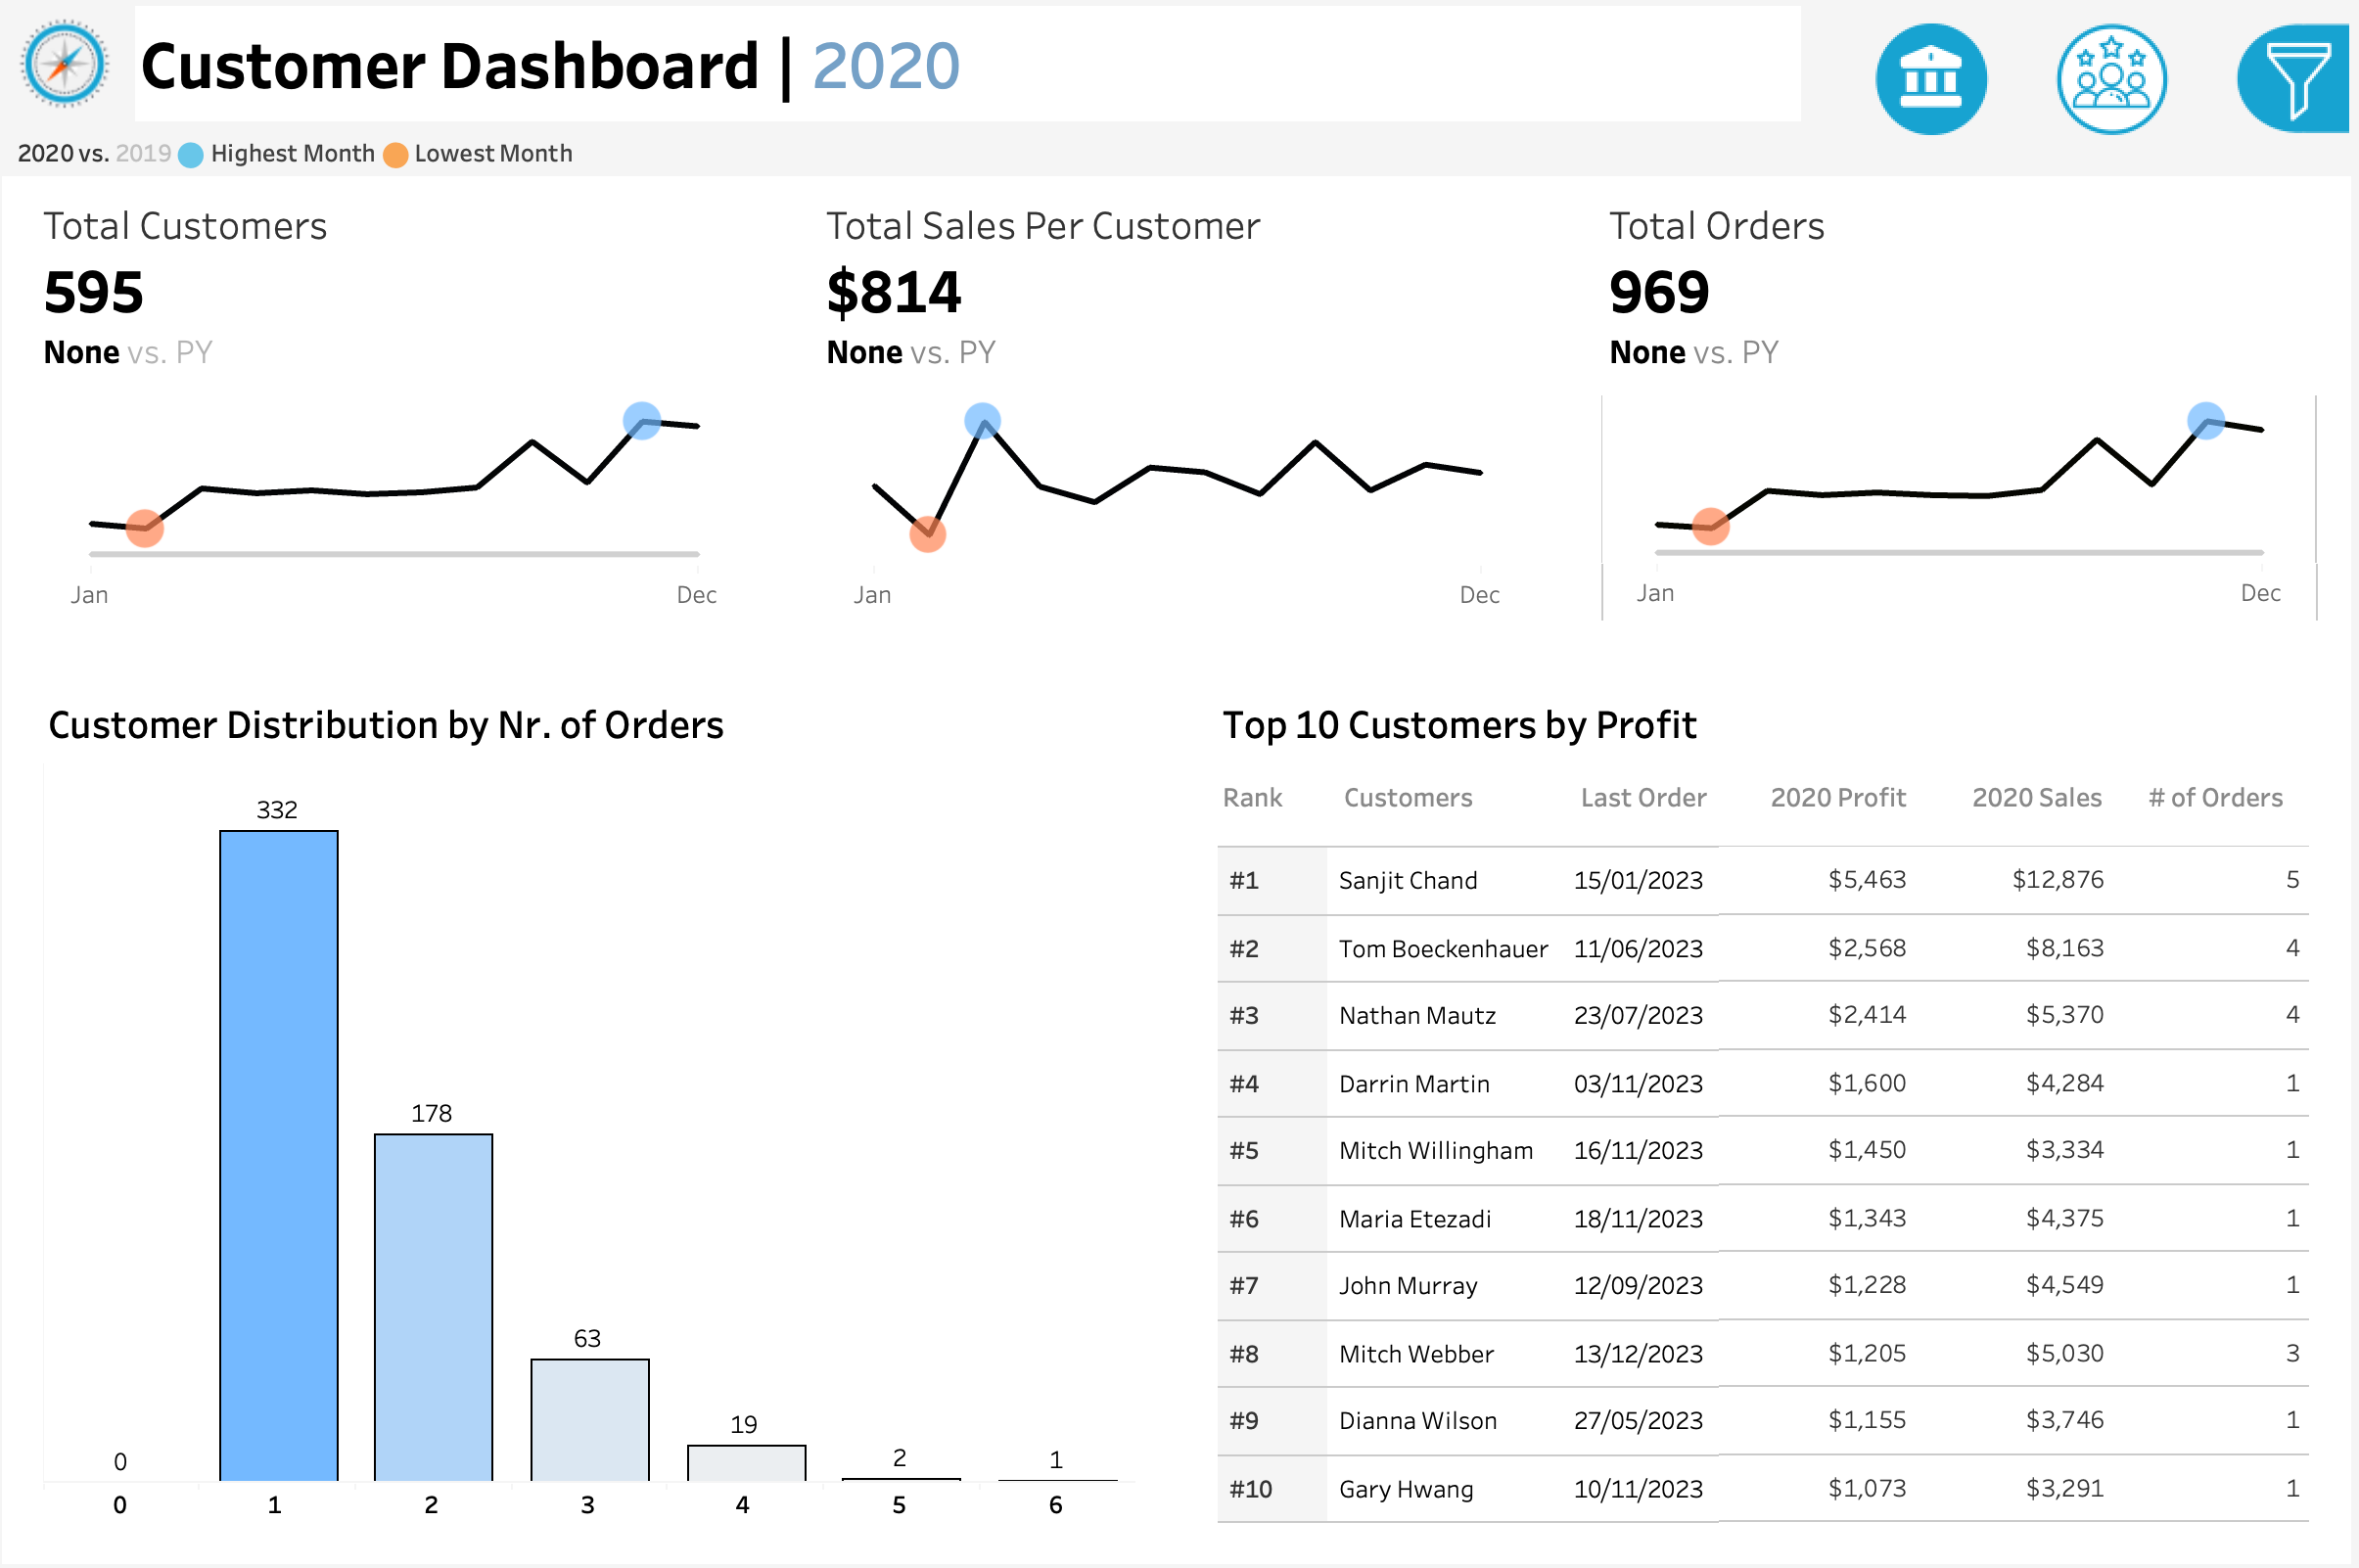 Customer Dashboard | 2020
2020 vs. 2019 Highest Month Lowest Month
Total Customers
595
None vs. PY
Jan Dec
Total Sales Per Customer
$814
None vs. PY
Jan Dec
Total Orders
969
None vs. PY
Jan Dec
Customer Distribution by Nr. of Orders
332
178
63
19
2
1
0
0 1 2 3 4 5 6
Top 10 Customers by Profit
Rank Customers Last Order 2020 Profit 2020 Sales # of Orders
#1 Sanjit Chand 15/01/2023 $5,463 $12,876 5
#2 Tom Boeckenhauer 11/06/2023 $2,568 $8,163 4
#3 Nathan Mautz 23/07/2023 $2,414 $5,370 4
#4 Darrin Martin 03/11/2023 $1,600 $4,284 1
#5 Mitch Willingham 16/11/2023 $1,450 $3,334 1
#6 Maria Etezadi 18/11/2023 $1,343 $4,375 1
#7 John Murray 12/09/2023 $1,228 $4,549 1
#8 Mitch Webber 13/12/2023 $1,205 $5,030 3
#9 Dianna Wilson 27/05/2023 $1,155 $3,746 1
#10 Gary Hwang 10/11/2023 $1,073 $3,291 1